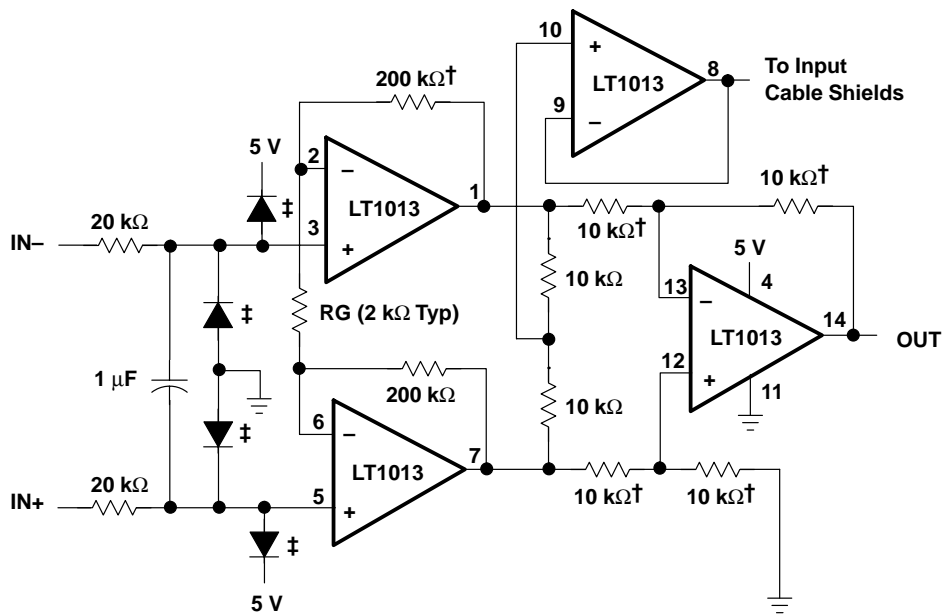 200 kΩ†
5 V
‡
20 kΩ
IN–
2
3
–
+
LT1013
1
10
9
+
–
LT1013
8
To Input
Cable Shields
10 kΩ†
10 kΩ†
10 kΩ
5 V
4
13
12
–
+
LT1013
14
OUT
11
‡
RG (2 kΩ Typ)
1 μF
‡
200 kΩ
10 kΩ
6
5
–
+
LT1013
7
20 kΩ
IN+
‡
5 V
10 kΩ†
10 kΩ†